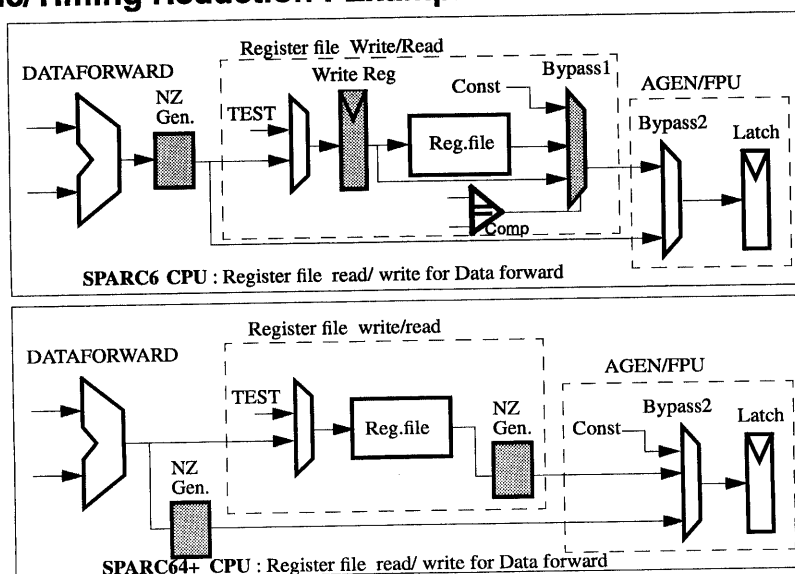 Register file Write/Read
DATAFORWARD
Write Reg
Bypass1
NZ
Gen.
TEST
Const
AGEN/FPU
Bypass2
Latch
Reg.file
Comp
SPARC6 CPU : Register file read/ write for Data forward
Register file write/read
DATAFORWARD
AGEN/FPU
TEST
NZ
Gen.
Const
Bypass2
Latch
Reg.file
NZ
Gen.
SPARC64+ CPU : Register file read/ write for Data forward